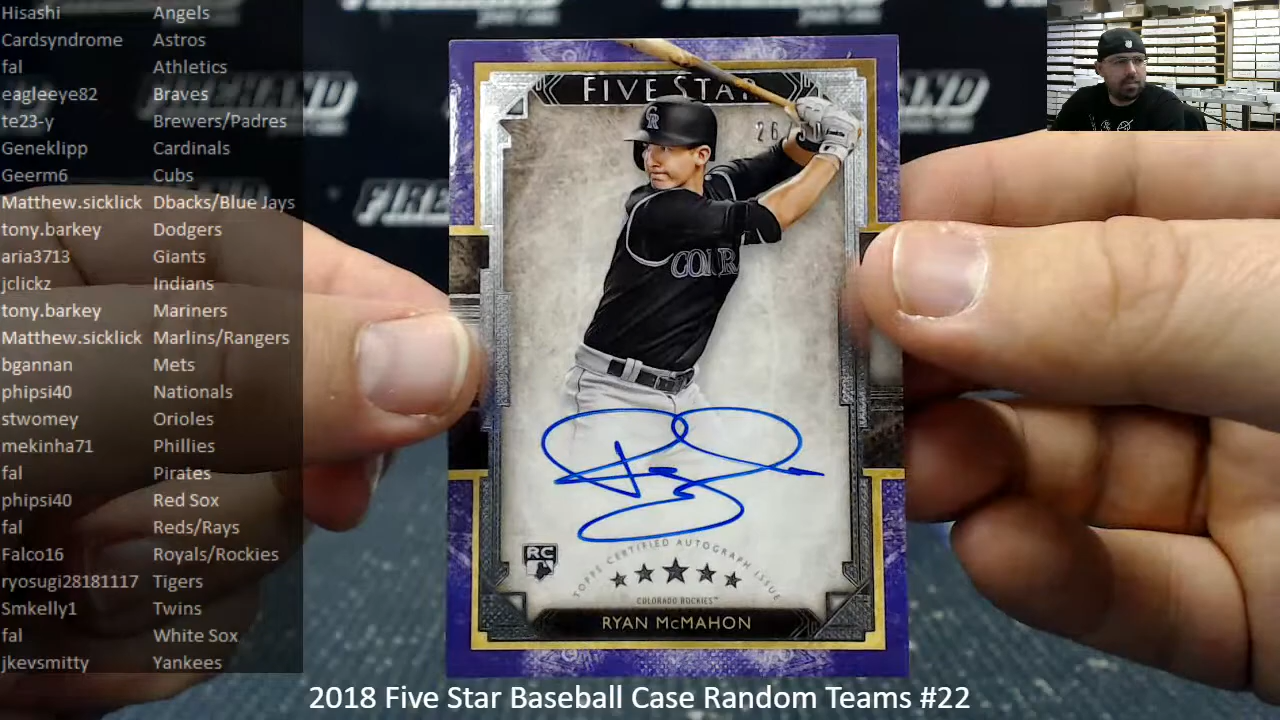 Hisashi Angels
Cardsyndrome Astros
fal Athletics
eagleeye82 Braves
te23-y Brewers/Padres
Geneklipp Cardinals
Geerm6 Cubs
Matthew.sicklick Dbacks/Blue Jays
tony.barkey Dodgers
aria3713 Giants
jclickz Indians
tony.barkey Mariners
Matthew.sicklick Marlins/Rangers
bgannan Mets
phipsi40 Nationals
stwomey Orioles
mekinha71 Phillies
fal Pirates
phipsi40 Red Sox
fal Reds/Rays
Falco16 Royals/Rockies
ryosugi28181117 Tigers
Smkelly1 Twins
fal White Sox
jkevsmitty Yankees
FIVE STAR
CR
RC
TOPPS CERTIFIED AUTOGRAPH ISSUE
COLORADO ROCKIES™
RYAN McMAHON
2018 Five Star Baseball Case Random Teams #22